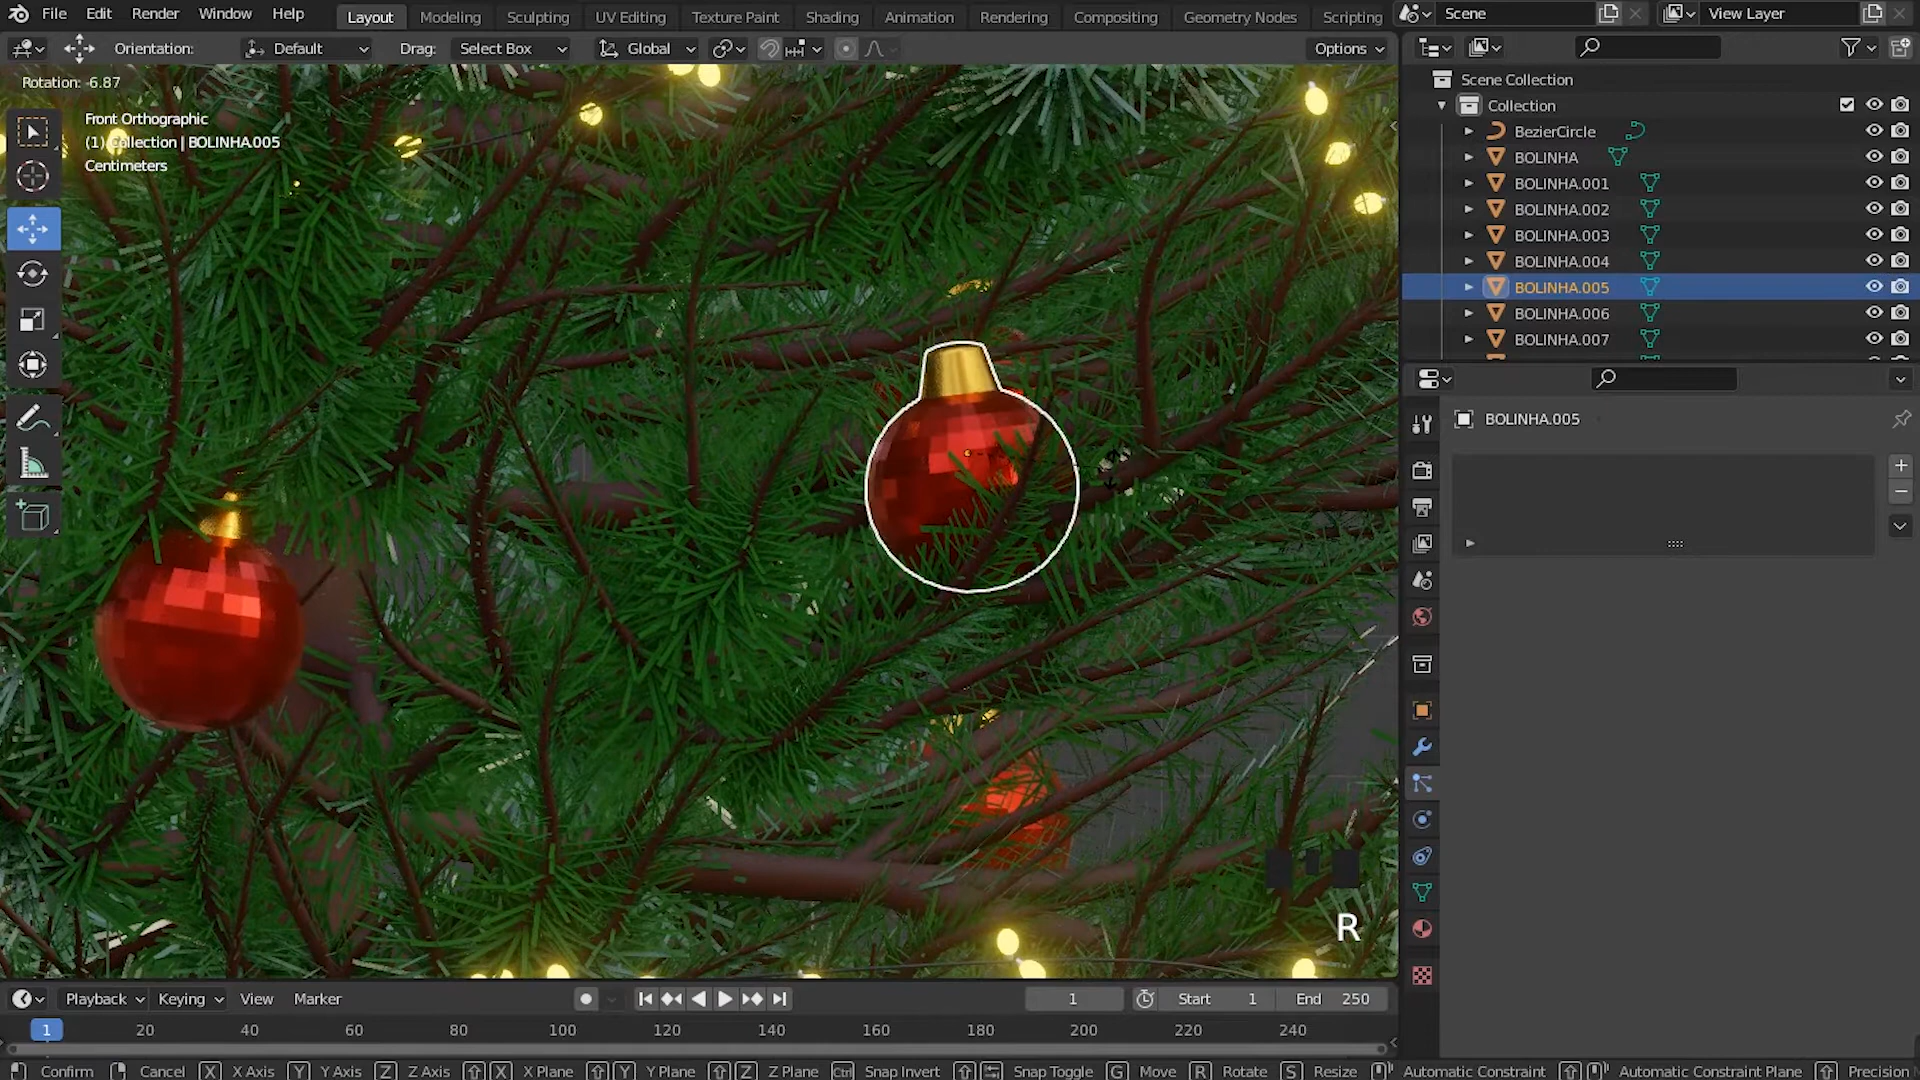 File Edit Render Window Help Layout Modeling Sculpting UV Editing Texture Paint Shading Animation Rendering Compositing Geometry Nodes Scripting Scene View Layer
Orientation: Default Drag: Select Box Global Options
Rotation: -6.87
Front Orthographic
(1) Collection | BOLINHA.005
Centimeters
Scene Collection
Collection
BezierCircle
BOLINHA
BOLINHA.001
BOLINHA.002
BOLINHA.003
BOLINHA.004
BOLINHA.005
BOLINHA.006
BOLINHA.007
BOLINHA.005
R
Playback Keying View Marker 1 Start 1 End 250
1 20 40 60 80 100 120 140 160 180 200 220 240
Confirm Cancel X X Axis Y Y Axis Z Z Axis X X Plane Y Y Plane Z Z Plane Ctrl Snap Invert Snap Toggle G Move R Rotate S Resize Automatic Constraint Automatic Constraint Plane Precision